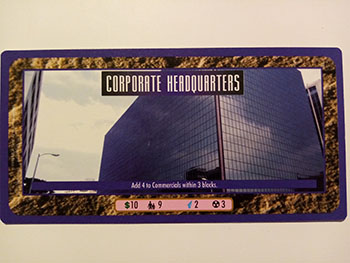 CORPORATE HEADQUARTERS
Add 4 to Commercials within 3 blocks.
$10 9 2 3